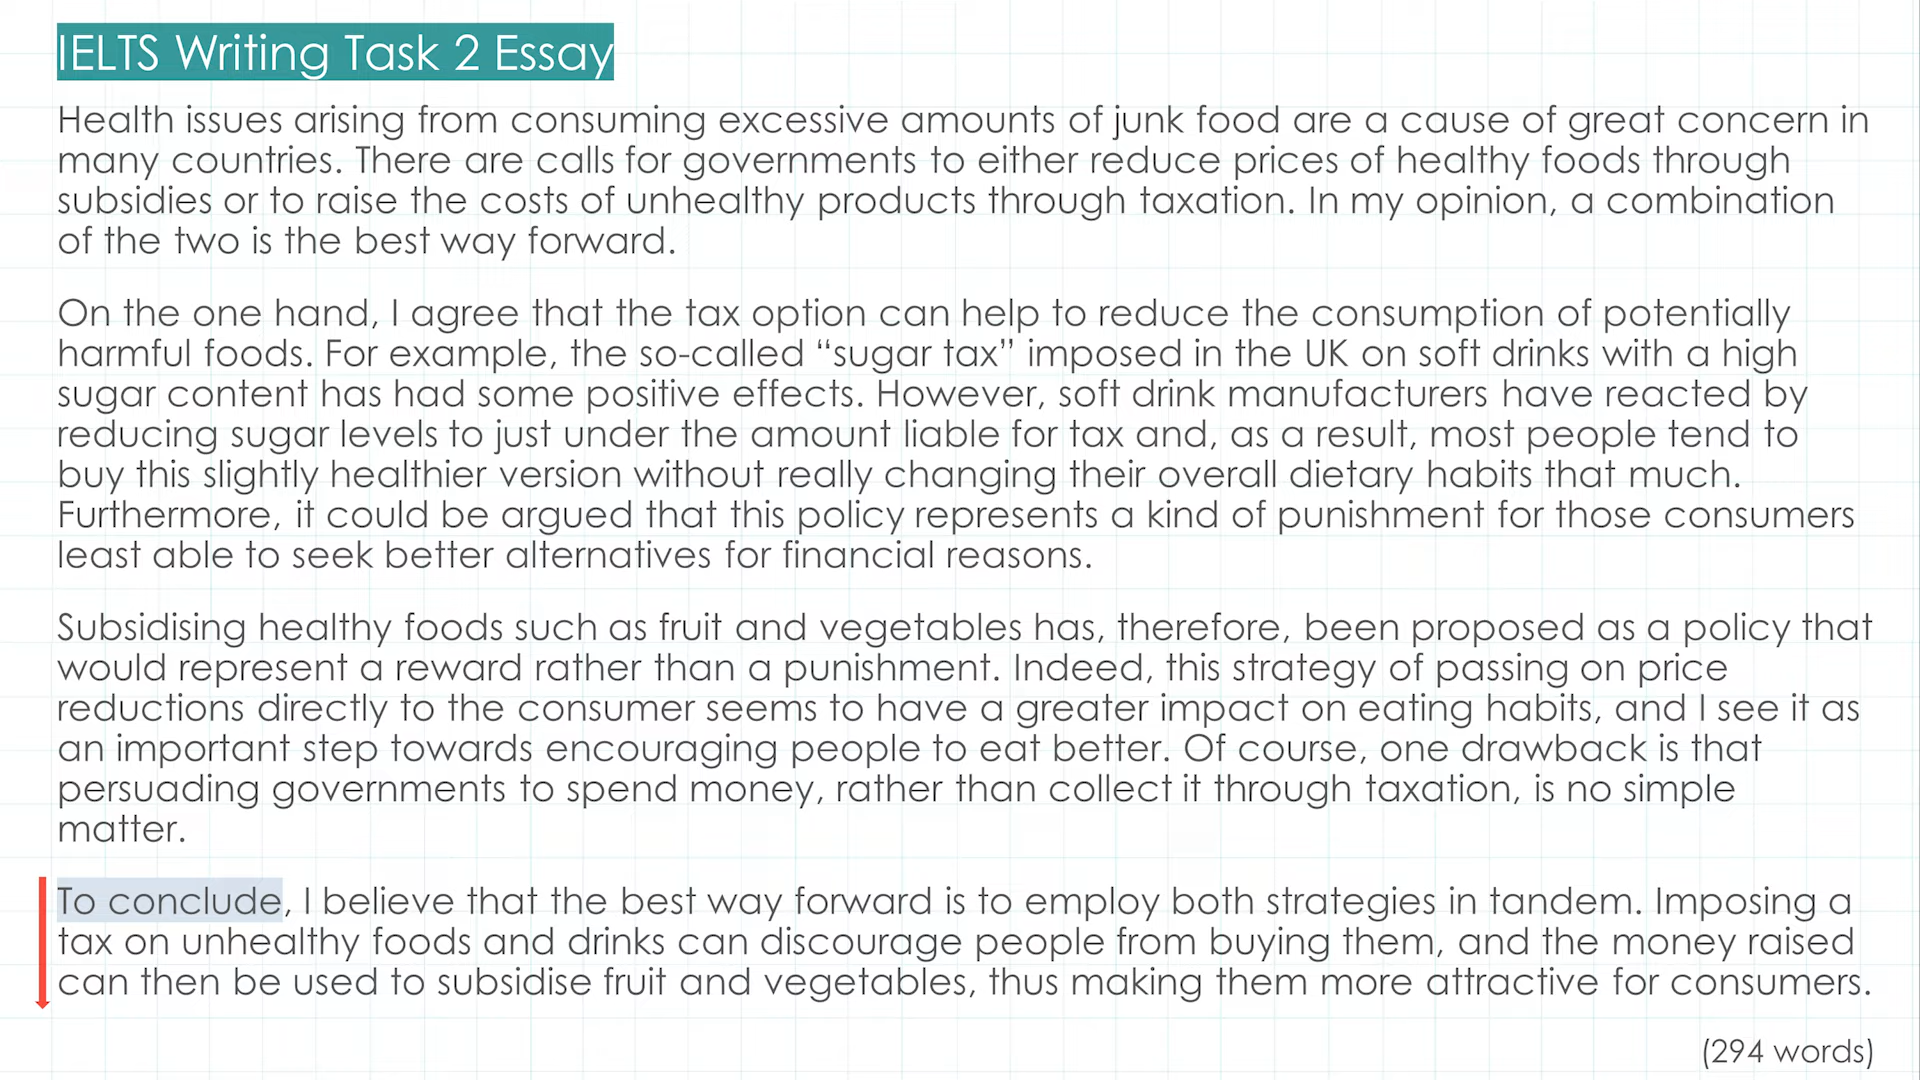 IELTS Writing Task 2 Essay
Health issues arising from consuming excessive amounts of junk food are a cause of great concern in
many countries. There are calls for governments to either reduce prices of healthy foods through
subsidies or to raise the costs of unhealthy products through taxation. In my opinion, a combination
of the two is the best way forward.
On the one hand, I agree that the tax option can help to reduce the consumption of potentially
harmful foods. For example, the so-called “sugar tax” imposed in the UK on soft drinks with a high
sugar content has had some positive effects. However, soft drink manufacturers have reacted by
reducing sugar levels to just under the amount liable for tax and, as a result, most people tend to
buy this slightly healthier version without really changing their overall dietary habits that much.
Furthermore, it could be argued that this policy represents a kind of punishment for those consumers
least able to seek better alternatives for financial reasons.
Subsidising healthy foods such as fruit and vegetables has, therefore, been proposed as a policy that
would represent a reward rather than a punishment. Indeed, this strategy of passing on price
reductions directly to the consumer seems to have a greater impact on eating habits, and I see it as
an important step towards encouraging people to eat better. Of course, one drawback is that
persuading governments to spend money, rather than collect it through taxation, is no simple
matter.
To conclude, I believe that the best way forward is to employ both strategies in tandem. Imposing a
tax on unhealthy foods and drinks can discourage people from buying them, and the money raised
can then be used to subsidise fruit and vegetables, thus making them more attractive for consumers.
(294 words)